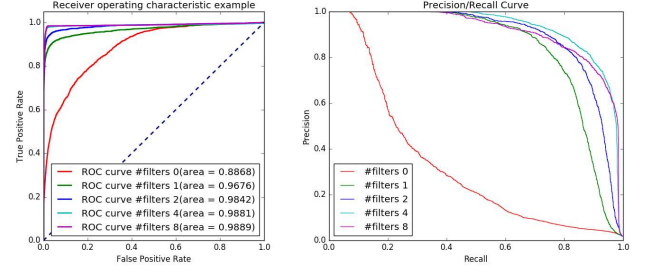 Receiver operating characteristic example
1.0
0.8
0.6
0.4
0.2
0.0
True Positive Rate
ROC curve #filters 0(area = 0.8868)
ROC curve #filters 1(area = 0.9676)
ROC curve #filters 2(area = 0.9842)
ROC curve #filters 4(area = 0.9881)
ROC curve #filters 8(area = 0.9889)
0.0 0.2 0.4 0.6 0.8 1.0
False Positive Rate
Precision/Recall Curve
1.0
0.8
0.6
0.4
0.2
0.0
Precision
#filters 0
#filters 1
#filters 2
#filters 4
#filters 8
0.0 0.2 0.4 0.6 0.8 1.0
Recall